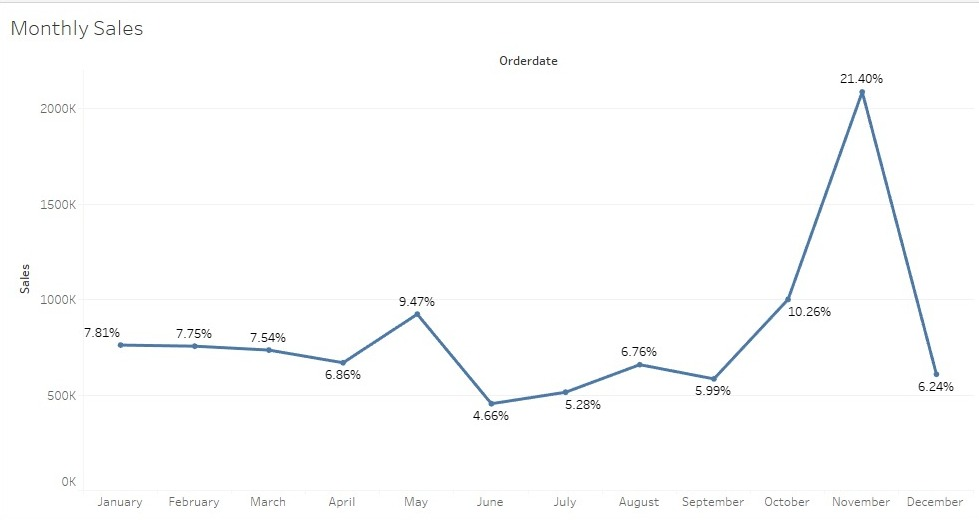 Monthly Sales
Orderdate
21.40%
2000K
1500K
Sales
1000K
9.47%
10.26%
7.81%
7.75%
7.54%
6.86%
6.76%
5.99%
6.24%
500K
4.66%
5.28%
0K
January February March April May June July August September October November December